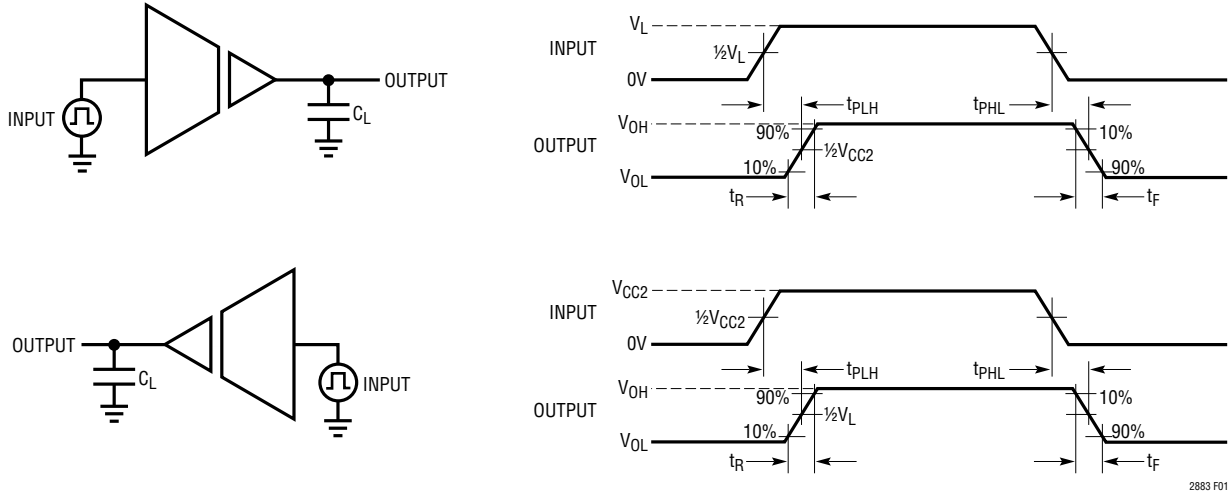 INPUT
OUTPUT
C_L
INPUT
V_L
½V_L
0V
t_PLH
t_PHL
OUTPUT
V_OH
90%
10%
½V_CC2
10%
90%
V_OL
t_R
t_F
OUTPUT
C_L
INPUT
INPUT
V_CC2
½V_CC2
0V
t_PLH
t_PHL
OUTPUT
V_OH
90%
10%
½V_L
10%
90%
V_OL
t_R
t_F
2883 F01